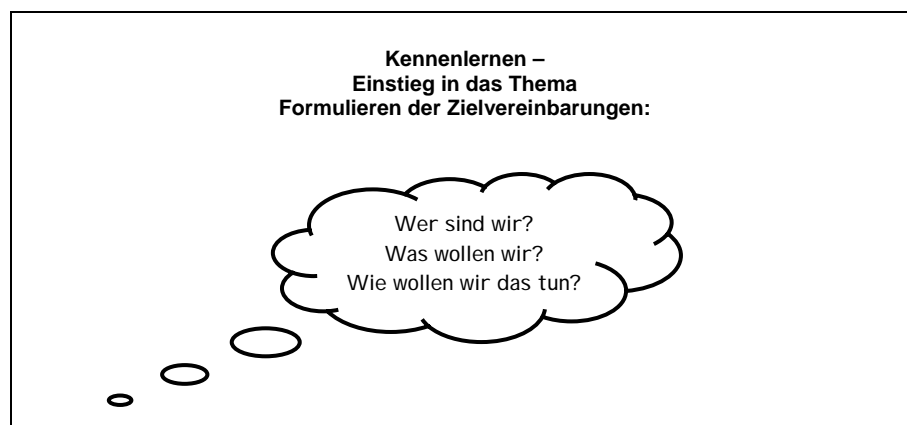 Kennenlernen –
Einstieg in das Thema
Formulieren der Zielvereinbarungen:
Wer sind wir?
Was wollen wir?
Wie wollen wir das tun?